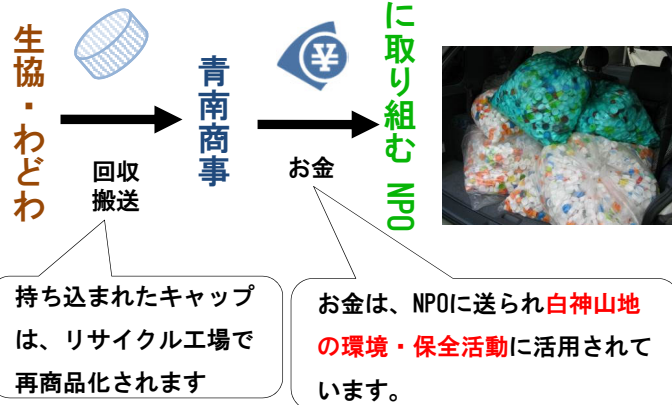 生協・わどわ
回収
搬送
青南商事
¥
お金
に取り組む NPO
持ち込まれたキャップ
は、リサイクル工場で
再商品化されます
お金は、NPOに送られ白神山地
の環境・保全活動に活用されて
います。